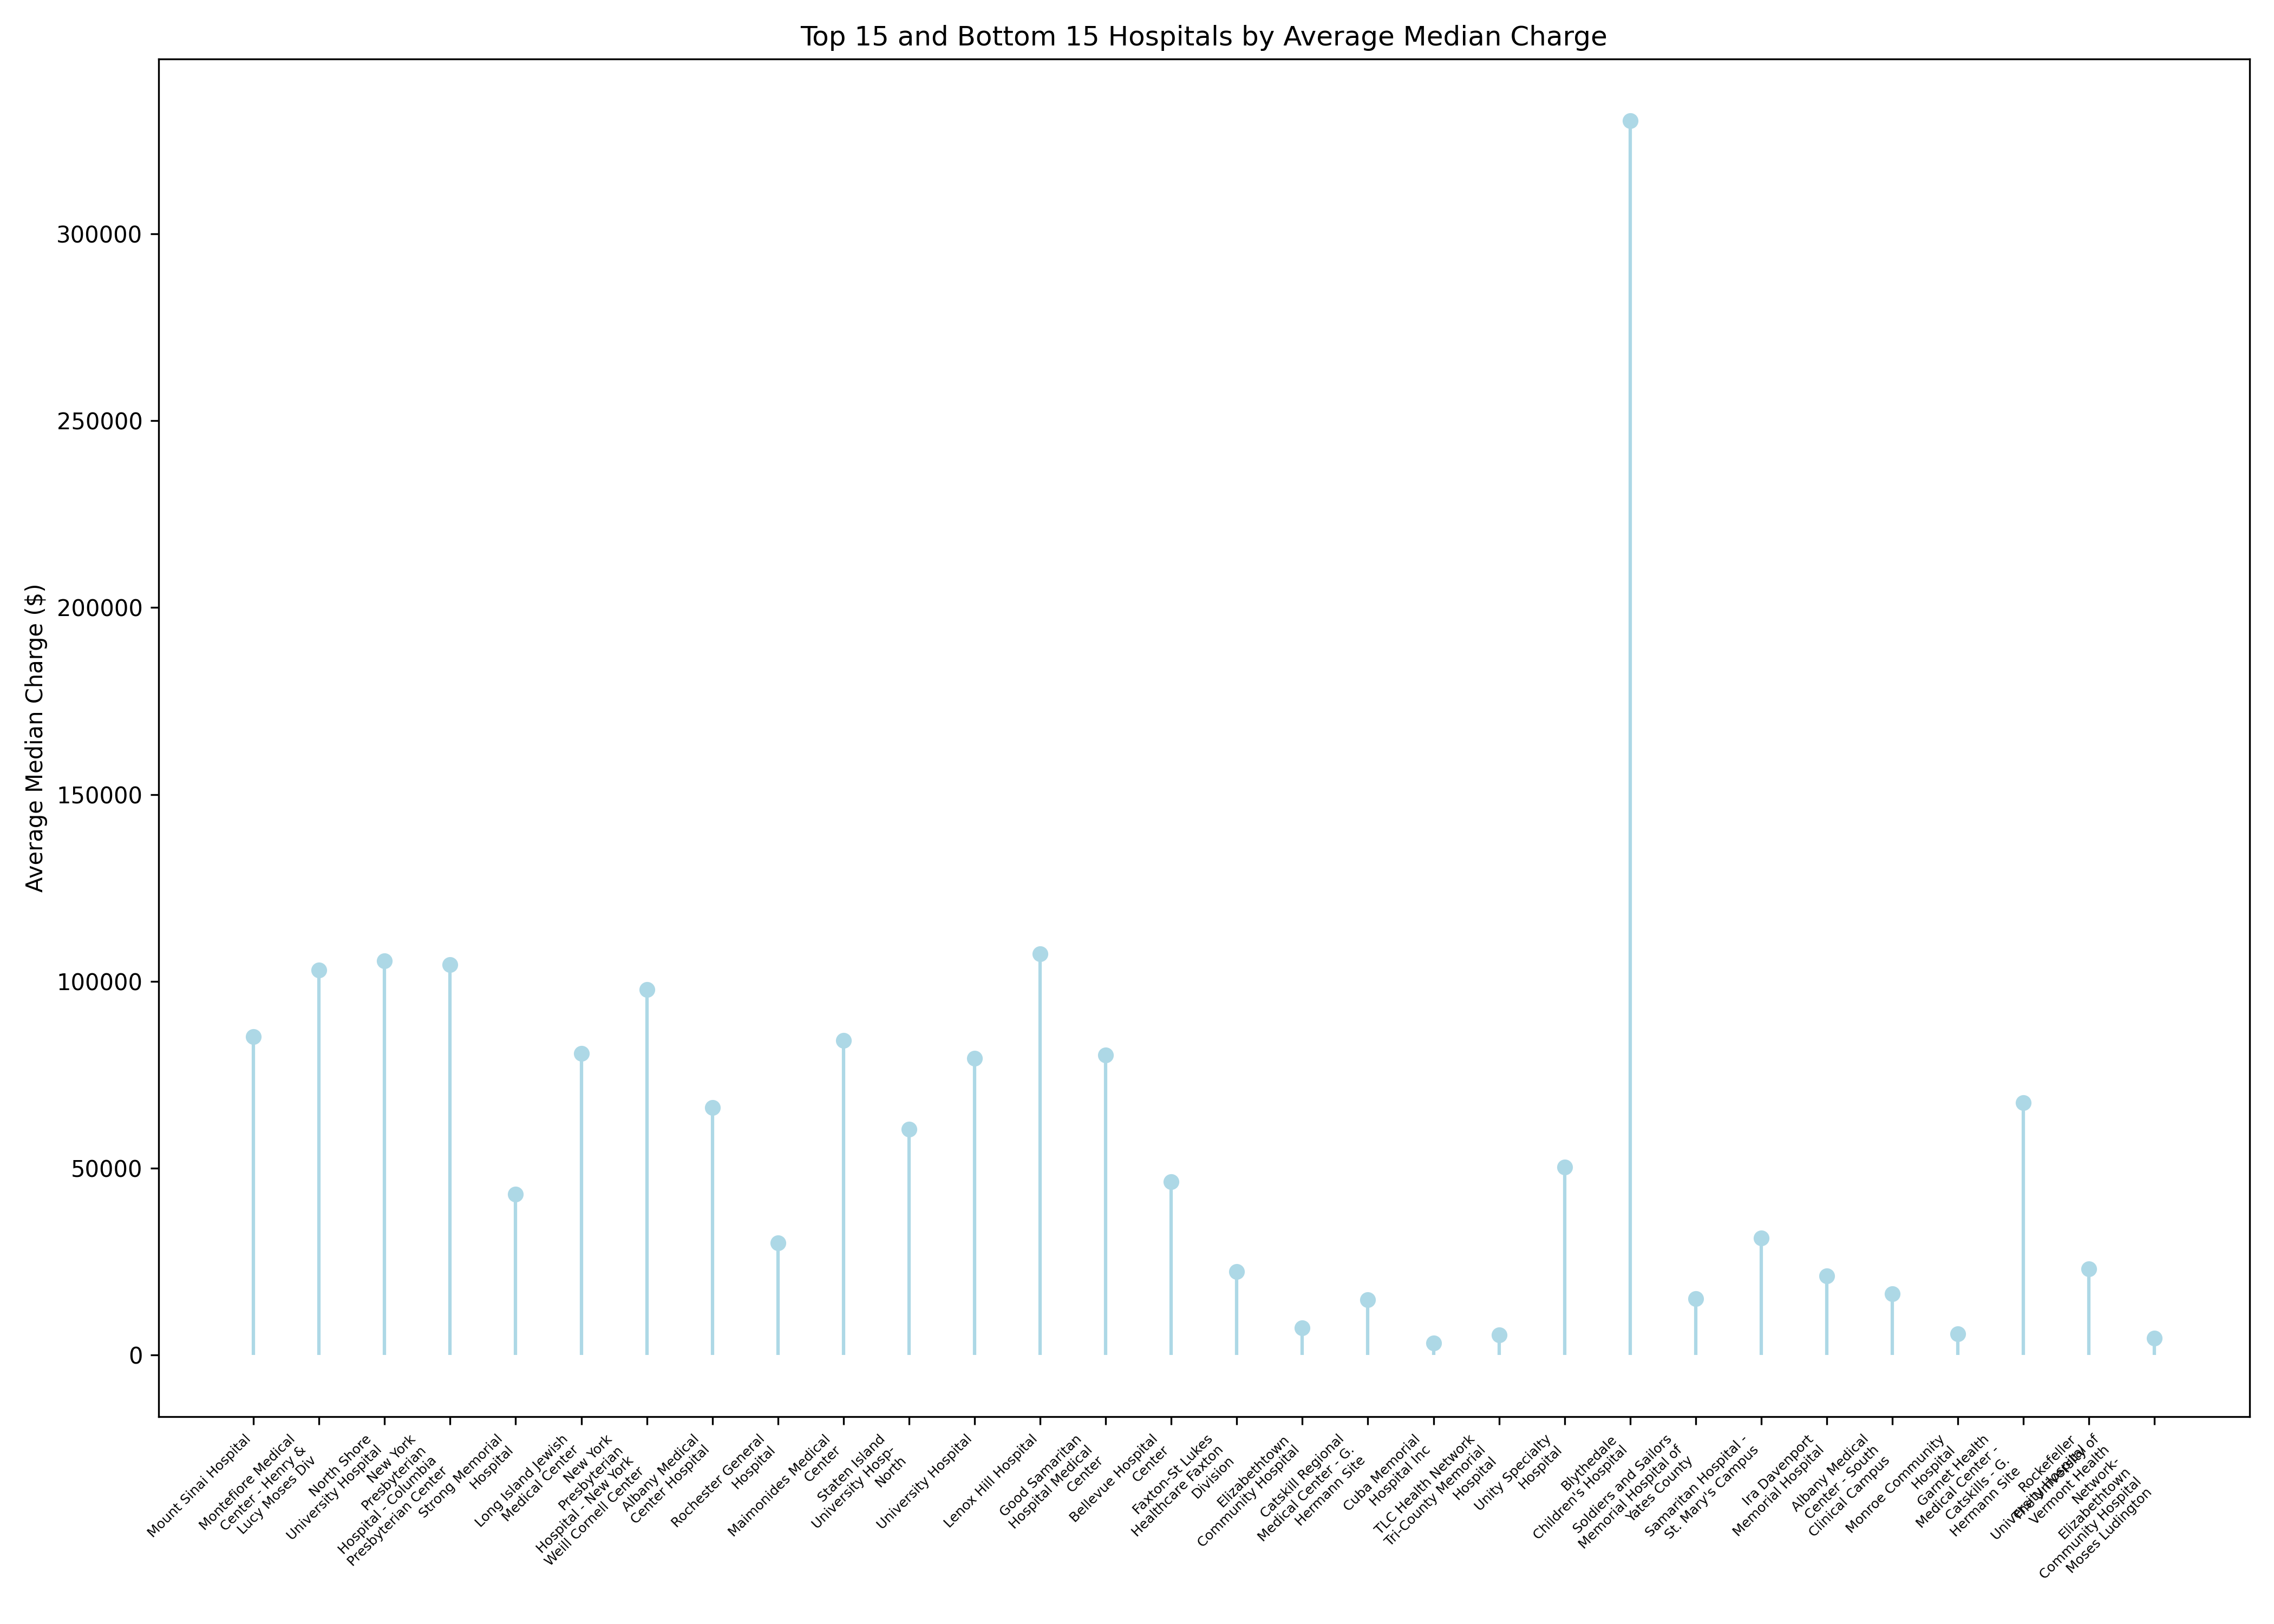 Top 15 and Bottom 15 Hospitals by Average Median Charge
Average Median Charge ($)
300000
250000
200000
150000
100000
50000
0
Mount Sinai Hospital
Montefiore Medical
Center - Henry &
Lucy Moses Div
North Shore
University Hospital
New York
Presbyterian
Hospital - Columbia
Presbyterian Center
Strong Memorial
Hospital
Long Island Jewish
Medical Center
New York
Presbyterian
Hospital - New York
Weill Cornell Center
Albany Medical
Center Hospital
Rochester General
Hospital
Maimonides Medical
Center
Staten Island
University Hosp-
North
University Hospital
Lenox Hill Hospital
Good Samaritan
Hospital Medical
Center
Bellevue Hospital
Center
Faxton-St Lukes
Healthcare Faxton
Division
Elizabethtown
Community Hospital
Catskill Regional
Medical Center - G.
Hermann Site
Cuba Memorial
Hospital Inc
TLC Health Network
Tri-County Memorial
Hospital
Unity Specialty
Hospital
Blythedale
Children's Hospital
Soldiers and Sailors
Memorial Hospital of
Yates County
Samaritan Hospital -
St. Mary's Campus
Ira Davenport
Memorial Hospital
Albany Medical
Center - South
Clinical Campus
Monroe Community
Hospital
Garnet Health
Medical Center -
Catskills - G.
Hermann Site
Rockefeller
University Hospital
of
Vermont Health
Network-
Elizabethtown
Community Hospital
Moses Ludington